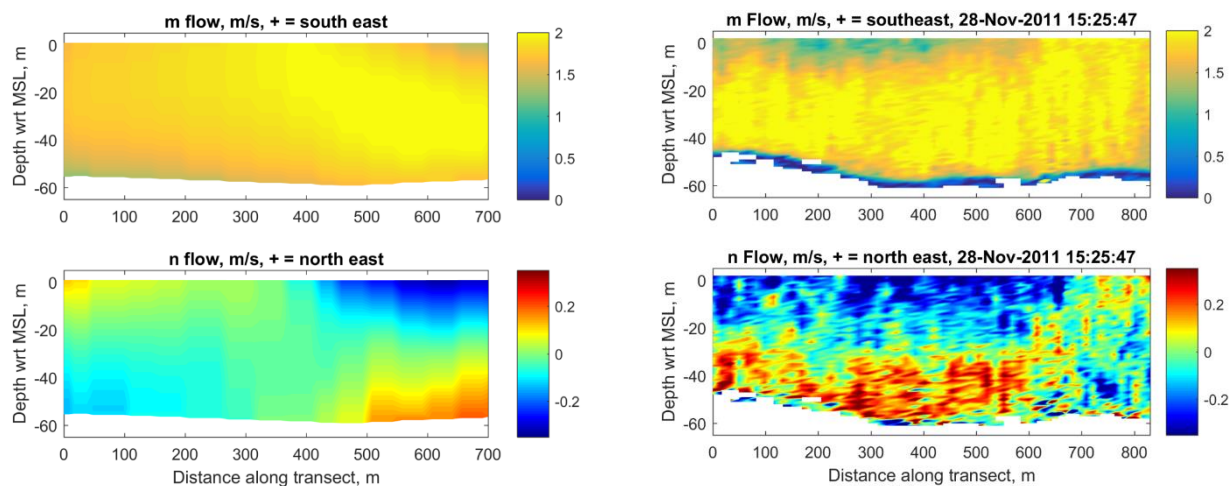 m flow, m/s, + = south east
Depth wrt MSL, m
0
-20
-40
-60
0 100 200 300 400 500 600 700
2
1.5
1
0.5
0
m Flow, m/s, + = southeast, 28-Nov-2011 15:25:47
Depth wrt MSL, m
0
-20
-40
-60
0 100 200 300 400 500 600 700 800
2
1.5
1
0.5
0
n flow, m/s, + = north east
Depth wrt MSL, m
0
-20
-40
-60
0 100 200 300 400 500 600 700
Distance along transect, m
0.2
0
-0.2
n Flow, m/s, + = north east, 28-Nov-2011 15:25:47
Depth wrt MSL, m
0
-20
-40
-60
0 100 200 300 400 500 600 700 800
Distance along transect, m
0.2
0
-0.2